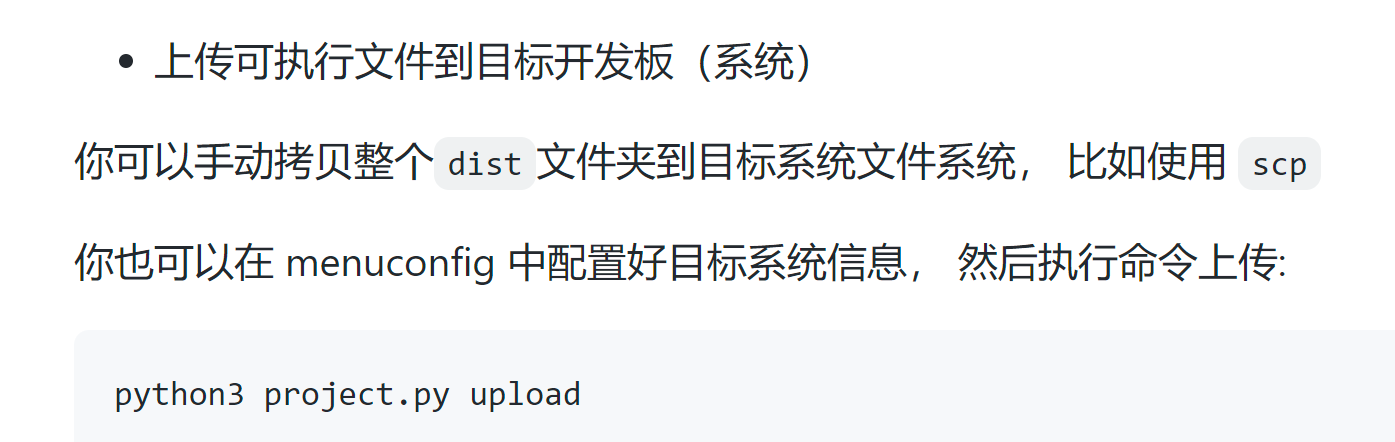 • 上传可执行文件到目标开发板（系统）
你可以手动拷贝整个dist文件夹到目标系统文件系统， 比如使用 scp
你也可以在 menuconfig 中配置好目标系统信息， 然后执行命令上传:
python3 project.py upload